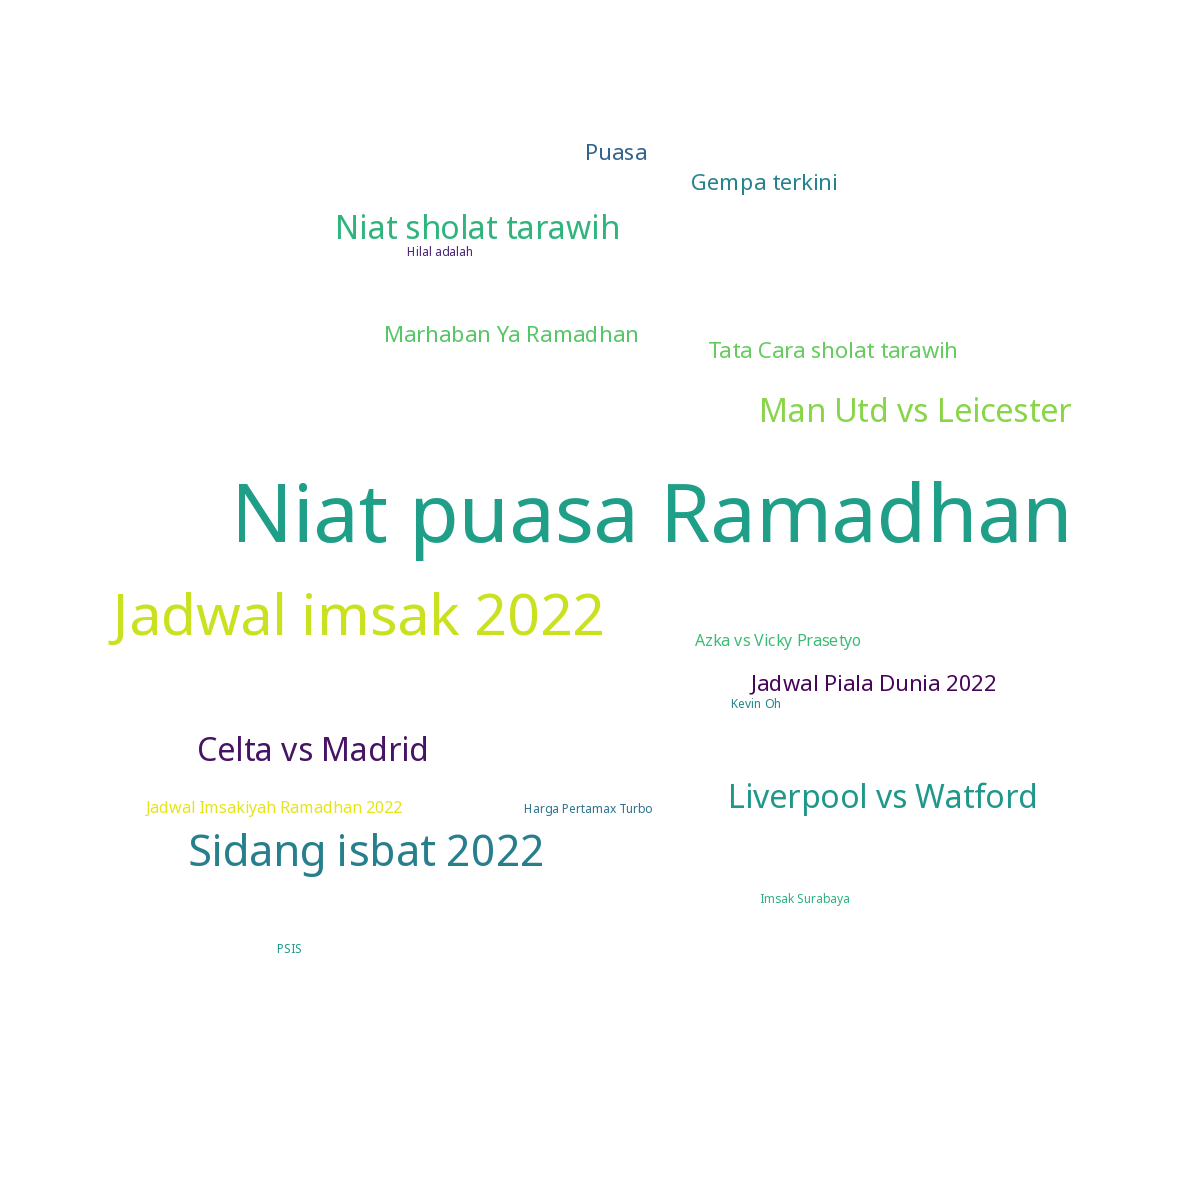 Puasa
Gempa terkini
Niat sholat tarawih
Hilal adalah
Marhaban Ya Ramadhan
Tata Cara sholat tarawih
Man Utd vs Leicester
Niat puasa Ramadhan
Jadwal imsak 2022
Azka vs Vicky Prasetyo
Jadwal Piala Dunia 2022
Kevin Oh
Celta vs Madrid
Liverpool vs Watford
Jadwal Imsakiyah Ramadhan 2022
Harga Pertamax Turbo
Sidang isbat 2022
Imsak Surabaya
PSIS